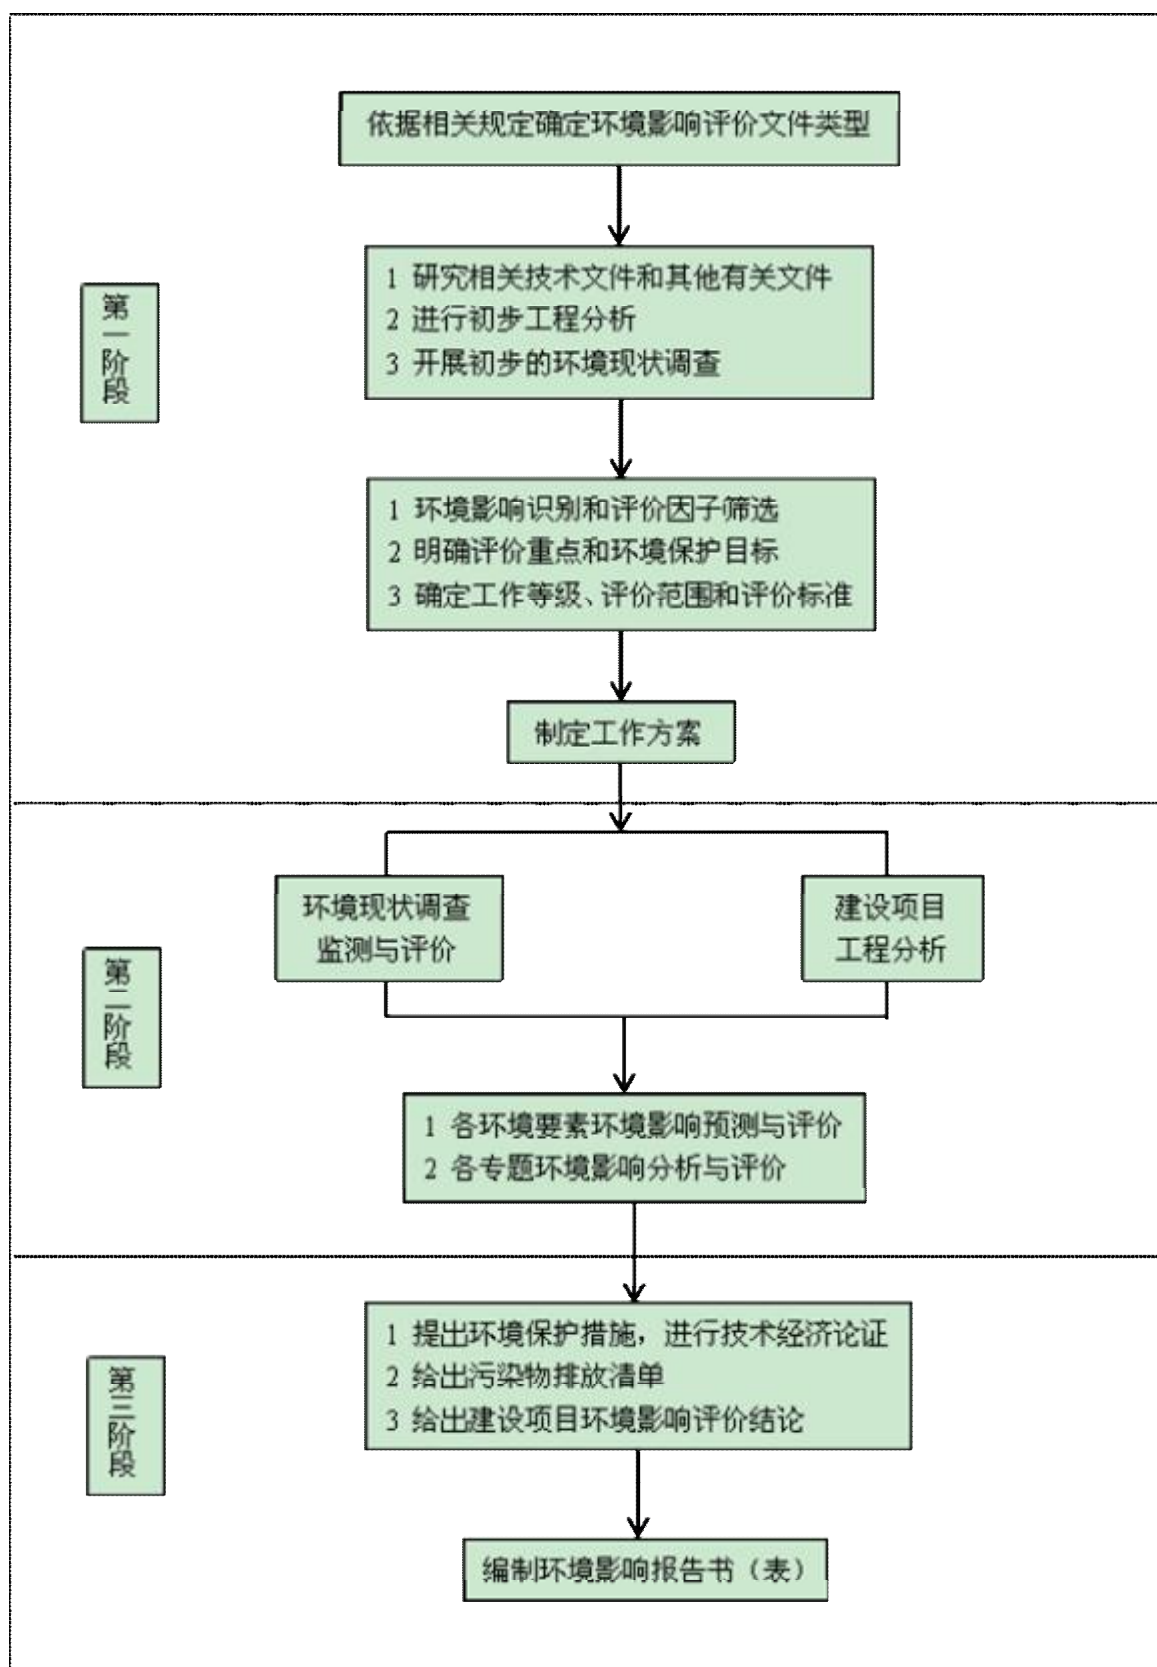 依据相关规定确定环境影响评价文件类型
第一阶段
1 研究相关技术文件和其他有关文件
2 进行初步工程分析
3 开展初步的环境现状调查
1 环境影响识别和评价因子筛选
2 明确评价重点和环境保护目标
3 确定工作等级、评价范围和评价标准
制定工作方案
第二阶段
环境现状调查
监测与评价
建设项目
工程分析
1 各环境要素环境影响预测与评价
2 各专题环境影响分析与评价
第三阶段
1 提出环境保护措施，进行技术经济论证
2 给出污染物排放清单
3 给出建设项目环境影响评价结论
编制环境影响报告书（表）